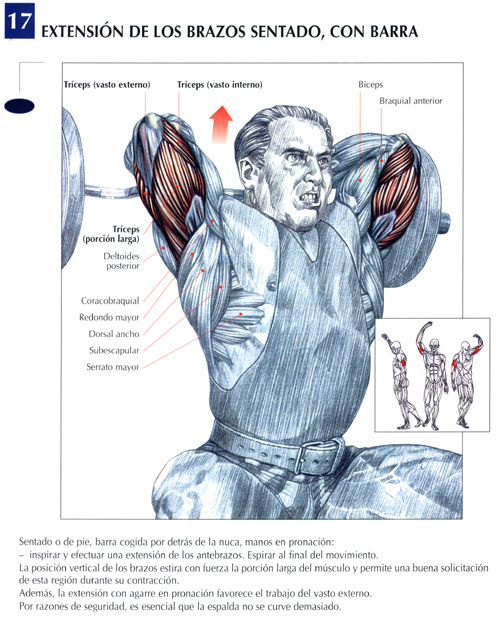 17
EXTENSIÓN DE LOS BRAZOS SENTADO, CON BARRA
Tríceps (vasto externo)
Tríceps (vasto interno)
Bíceps
Braquial anterior
Tríceps
(porción larga)
Deltoides
posterior
Coracobraquial
Redondo mayor
Dorsal ancho
Subescapular
Serrato mayor
Sentado o de pie, barra cogida por detrás de la nuca, manos en pronación:
– inspirar y efectuar una extensión de los antebrazos. Espirar al final del movimiento.
La posición vertical de los brazos estira con fuerza la porción larga del músculo y permite una buena solicitación
de esta región durante su contracción.
Además, la extensión con agarre en pronación favorece el trabajo del vasto externo.
Por razones de seguridad, es esencial que la espalda no se curve demasiado.